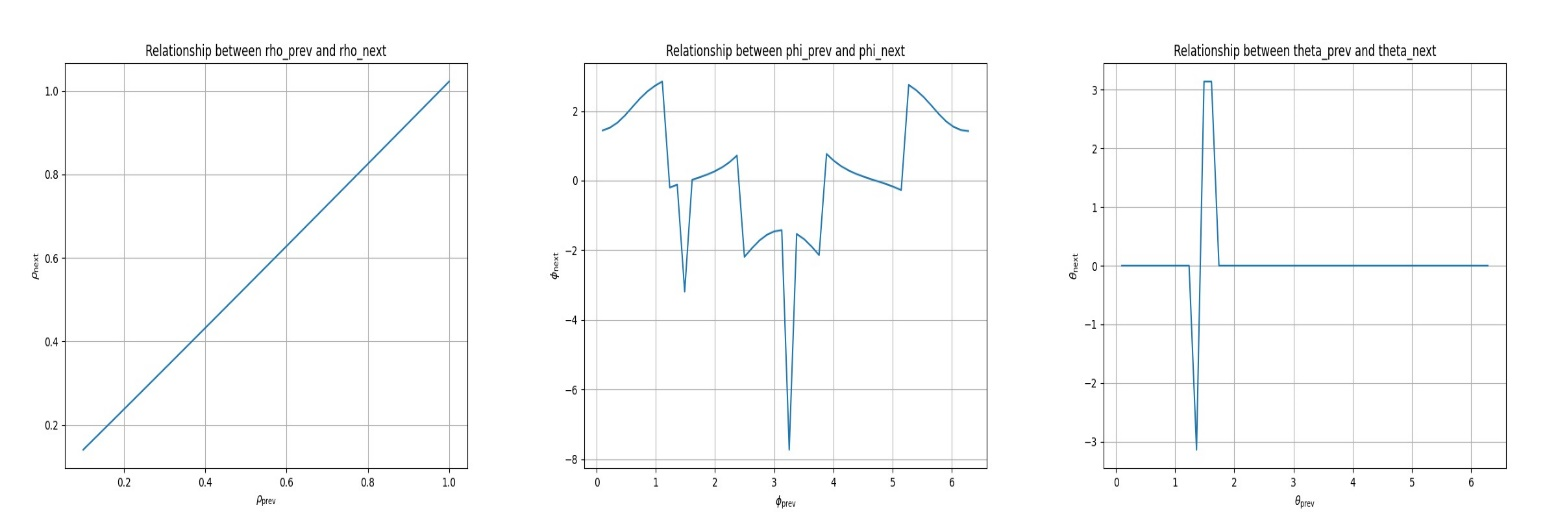 Relationship between rho_prev and rho_next
1.0
0.8
0.6
0.4
0.2
ρnext
0.2 0.4 0.6 0.8 1.0
ρprev
Relationship between phi_prev and phi_next
2
0
−2
−4
−6
−8
ϕnext
0 1 2 3 4 5 6
ϕprev
Relationship between theta_prev and theta_next
3
2
1
0
−1
−2
−3
θnext
0 1 2 3 4 5 6
θprev